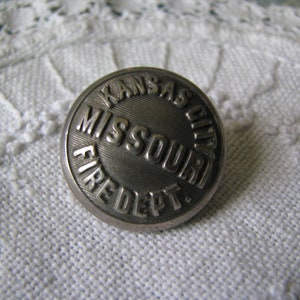 KANSAS CITY
MISSOURI
FIRE DEPT.